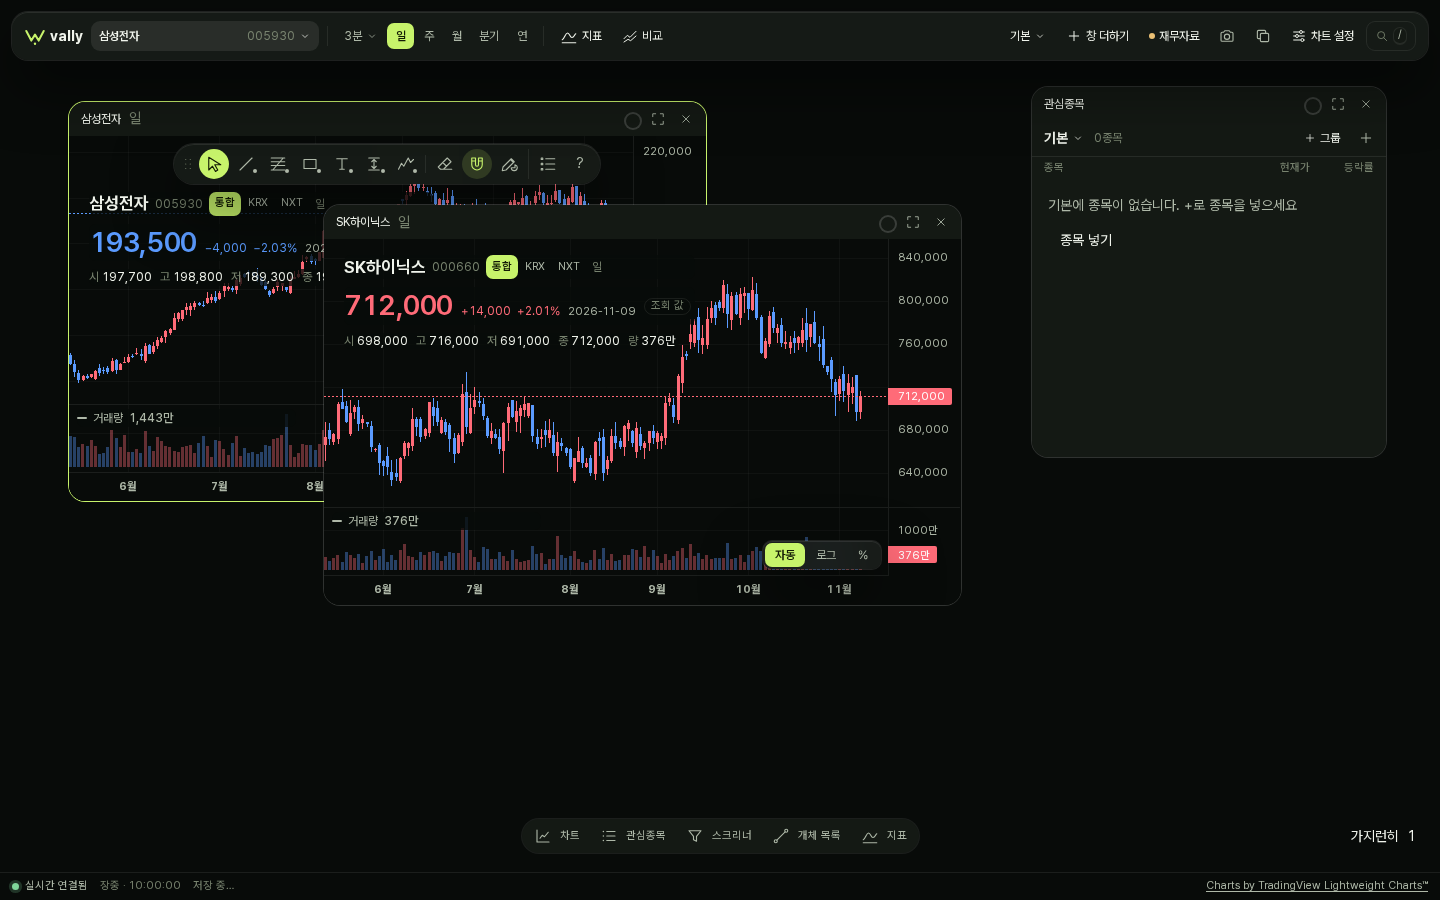 vally 삼성전자 005930 3분 일 주 월 분기 연 지표 비교 기본 창 더하기 재무자료 차트 설정 /
삼성전자 일
220,000
삼성전자 005930 통합 KRX NXT 일
193,500 −4,000 −2.03% 202
시 197,700 고 198,800 저 189,300 종 19
거래량 1,443만
6월 7월 8월
SK하이닉스 일
SK하이닉스 000660 통합 KRX NXT 일
712,000 +14,000 +2.01% 2026-11-09 조회 값
시 698,000 고 716,000 저 691,000 종 712,000 량 376만
840,000
800,000
760,000
712,000
680,000
640,000
거래량 376만
1000만
376만
자동 로그 %
6월 7월 8월 9월 10월 11월
관심종목
기본 0종목 + 그룹 +
종목 현재가 등락률
기본에 종목이 없습니다. +로 종목을 넣으세요
종목 넣기
차트 관심종목 스크리너 개체 목록 지표
가지런히 1
실시간 연결됨 장중 · 10:00:00 저장 중...
Charts by TradingView Lightweight Charts™